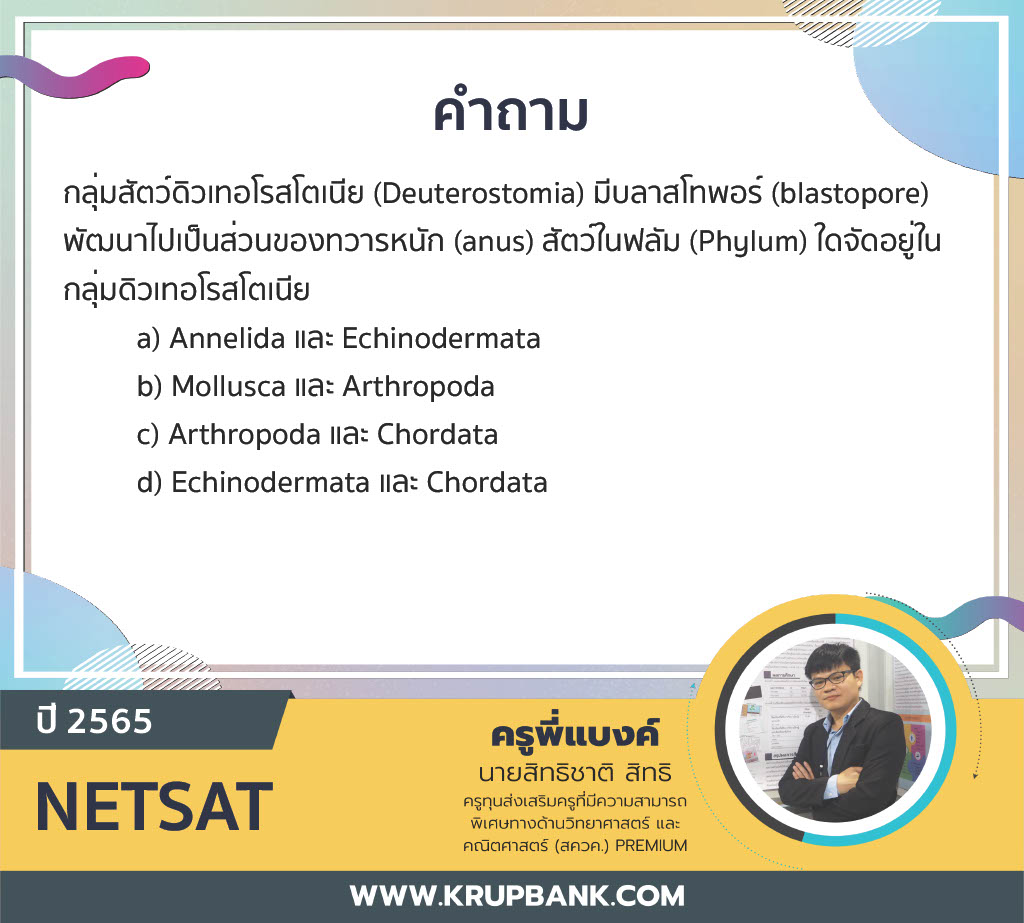 คำถาม
กลุ่มสัตว์ดิวเทอโรสโตเนีย (Deuterostomia) มีบลาสโทพอร์ (blastopore)
พัฒนาไปเป็นส่วนของทวารหนัก (anus) สัตว์ในฟลัม (Phylum) ใดจัดอยู่ใน
กลุ่มดิวเทอโรสโตเนีย
a) Annelida และ Echinodermata
b) Mollusca และ Arthropoda
c) Arthropoda และ Chordata
d) Echinodermata และ Chordata
ปี 2565
NETSAT
ครูพี่แบงค์
นายสิทธิชาติ สิทธิ
ครูทุนส่งเสริมครูที่มีความสามารถ
พิเศษทางด้านวิทยาศาสตร์ และ
คณิตศาสตร์ (สควค.) PREMIUM
WWW.KRUPBANK.COM